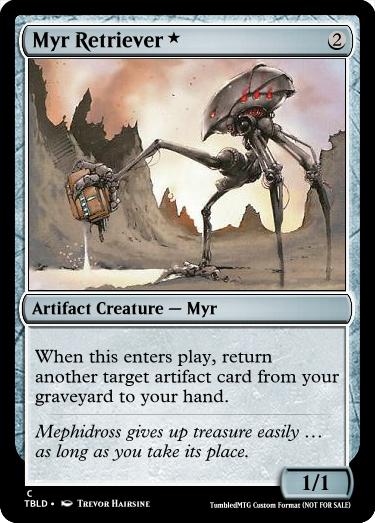 Myr Retriever ★ 2
Artifact Creature — Myr
When this enters play, return
another target artifact card from your
graveyard to your hand.
Mephidross gives up treasure easily …
as long as you take its place.
1/1
C
TBLD • Trevor Hairsine
TumbledMTG Custom Format (NOT FOR SALE)